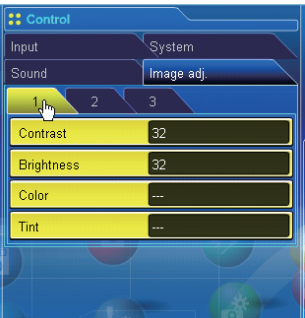 Control
Input System
Sound Image adj.
1 2 3
Contrast 32
Brightness 32
Color ---
Tint ---